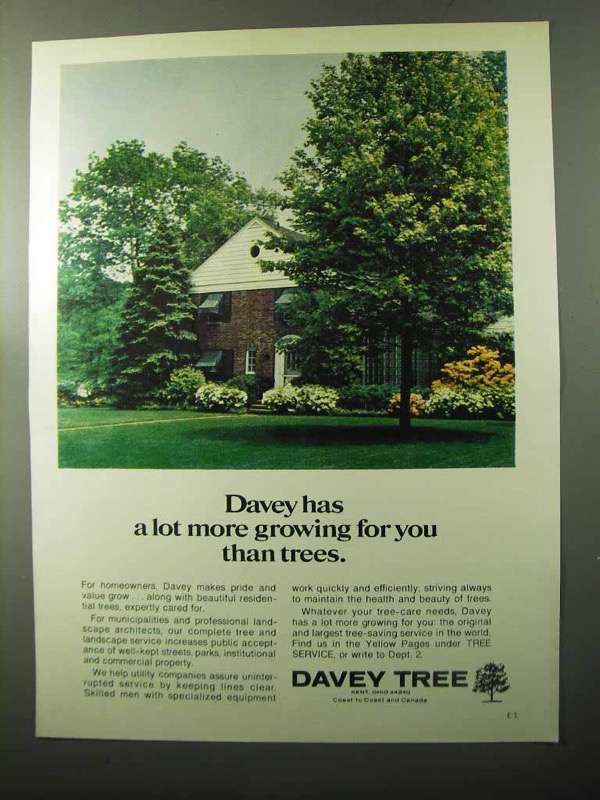 Davey has
a lot more growing for you
than trees.
For homeowners, Davey makes pride and
value grow... along with beautiful residen-
tial trees, expertly cared for.
For municipalities and professional land-
scape architects, our complete tree and
landscape service increases public accept-
ance of well-kept streets, parks, institutional
and commercial property.
We help utility companies assure uninter-
rupted service by keeping lines clear.
Skilled men with specialized equipment
work quickly and efficiently, striving always
to maintain the health and beauty of trees.
Whatever your tree-care needs, Davey
has a lot more growing for you: the original
and largest tree-saving service in the world.
Find us in the Yellow Pages under TREE
SERVICE, or write to Dept. 2.
DAVEY TREE
KENT, OHIO 44240
Coast to Coast and Canada